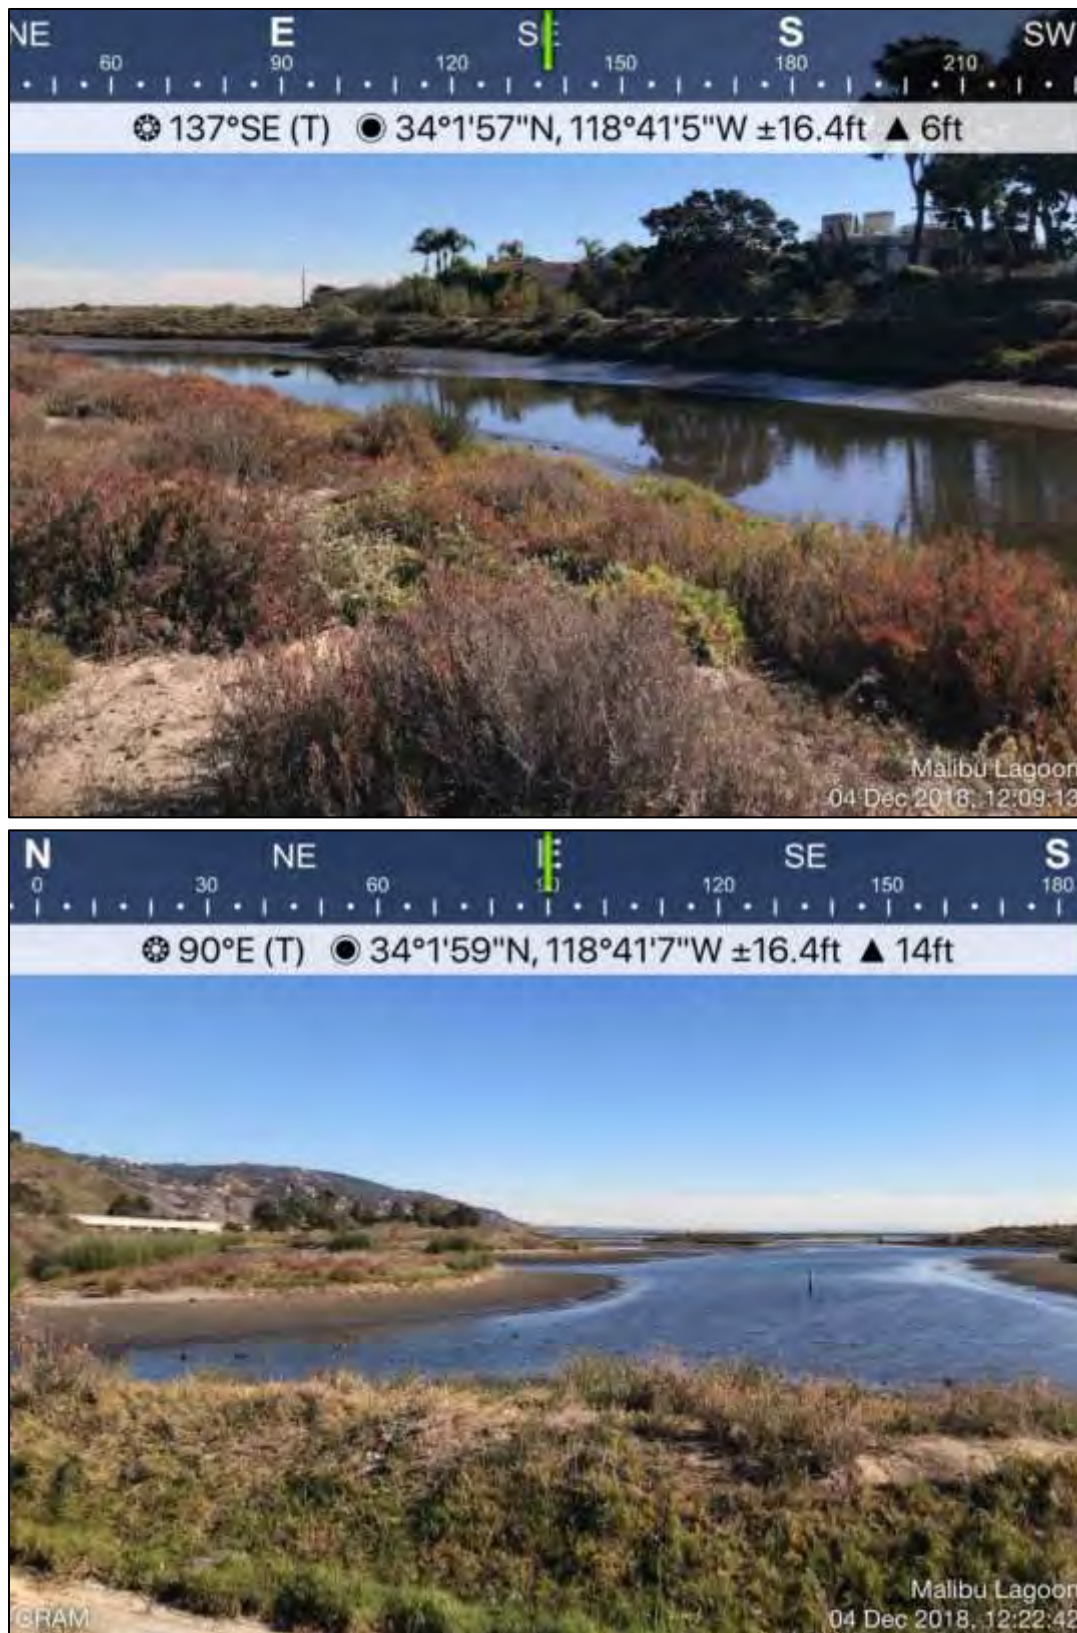 NE E SE S SW
60 90 120 150 180 210
137°SE (T) 34°1'57"N, 118°41'5"W ±16.4ft ▲ 6ft
Malibu Lagoon
04 Dec 2018, 12:09:13
N NE E SE S
0 30 60 90 120 150 180
90°E (T) 34°1'59"N, 118°41'7"W ±16.4ft ▲ 14ft
GRAM
Malibu Lagoon
04 Dec 2018, 12:22:42